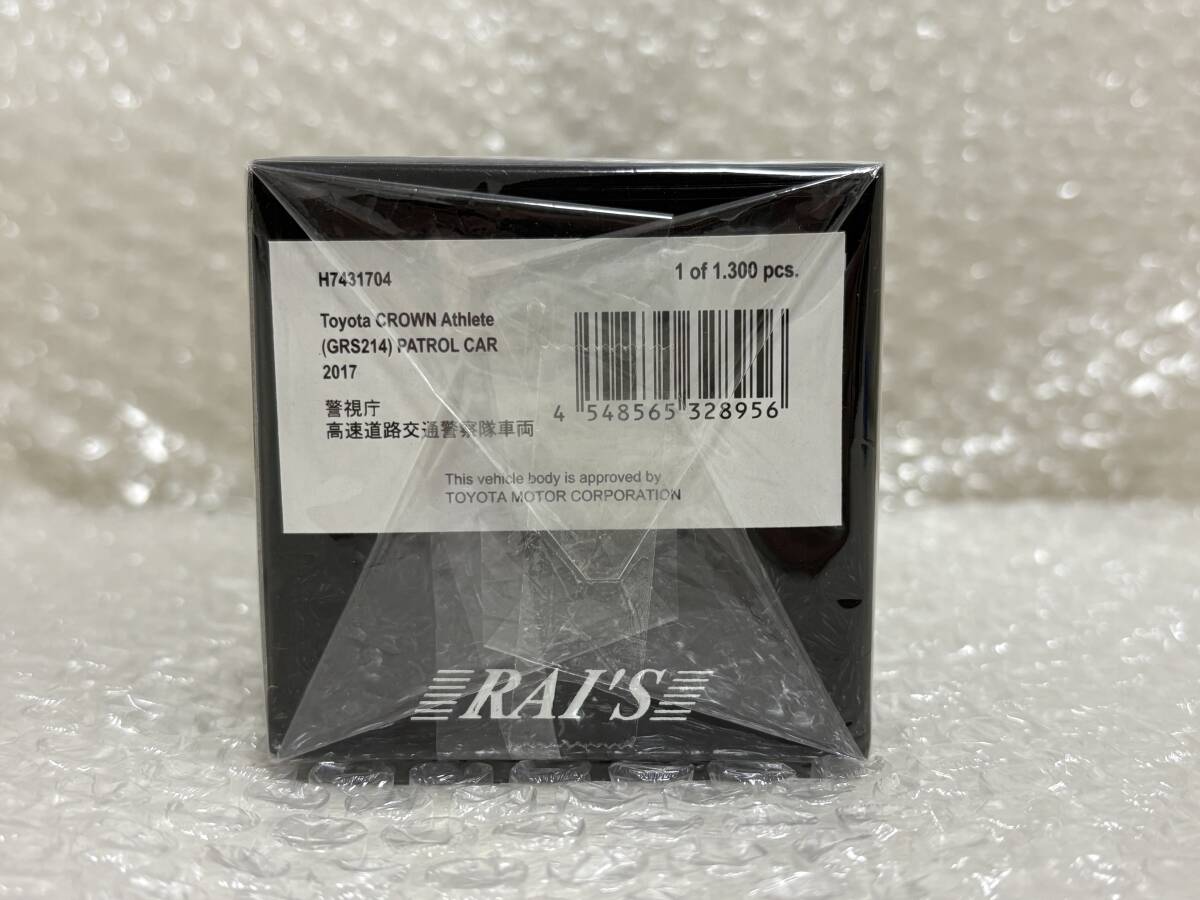 H7431704
1 of 1.300 pcs.
Toyota CROWN Athlete
(GRS214) PATROL CAR
2017
警視庁
高速道路交通警察隊車両
4 548565 328956
This vehicle body is approved by
TOYOTA MOTOR CORPORATION
RAI'S